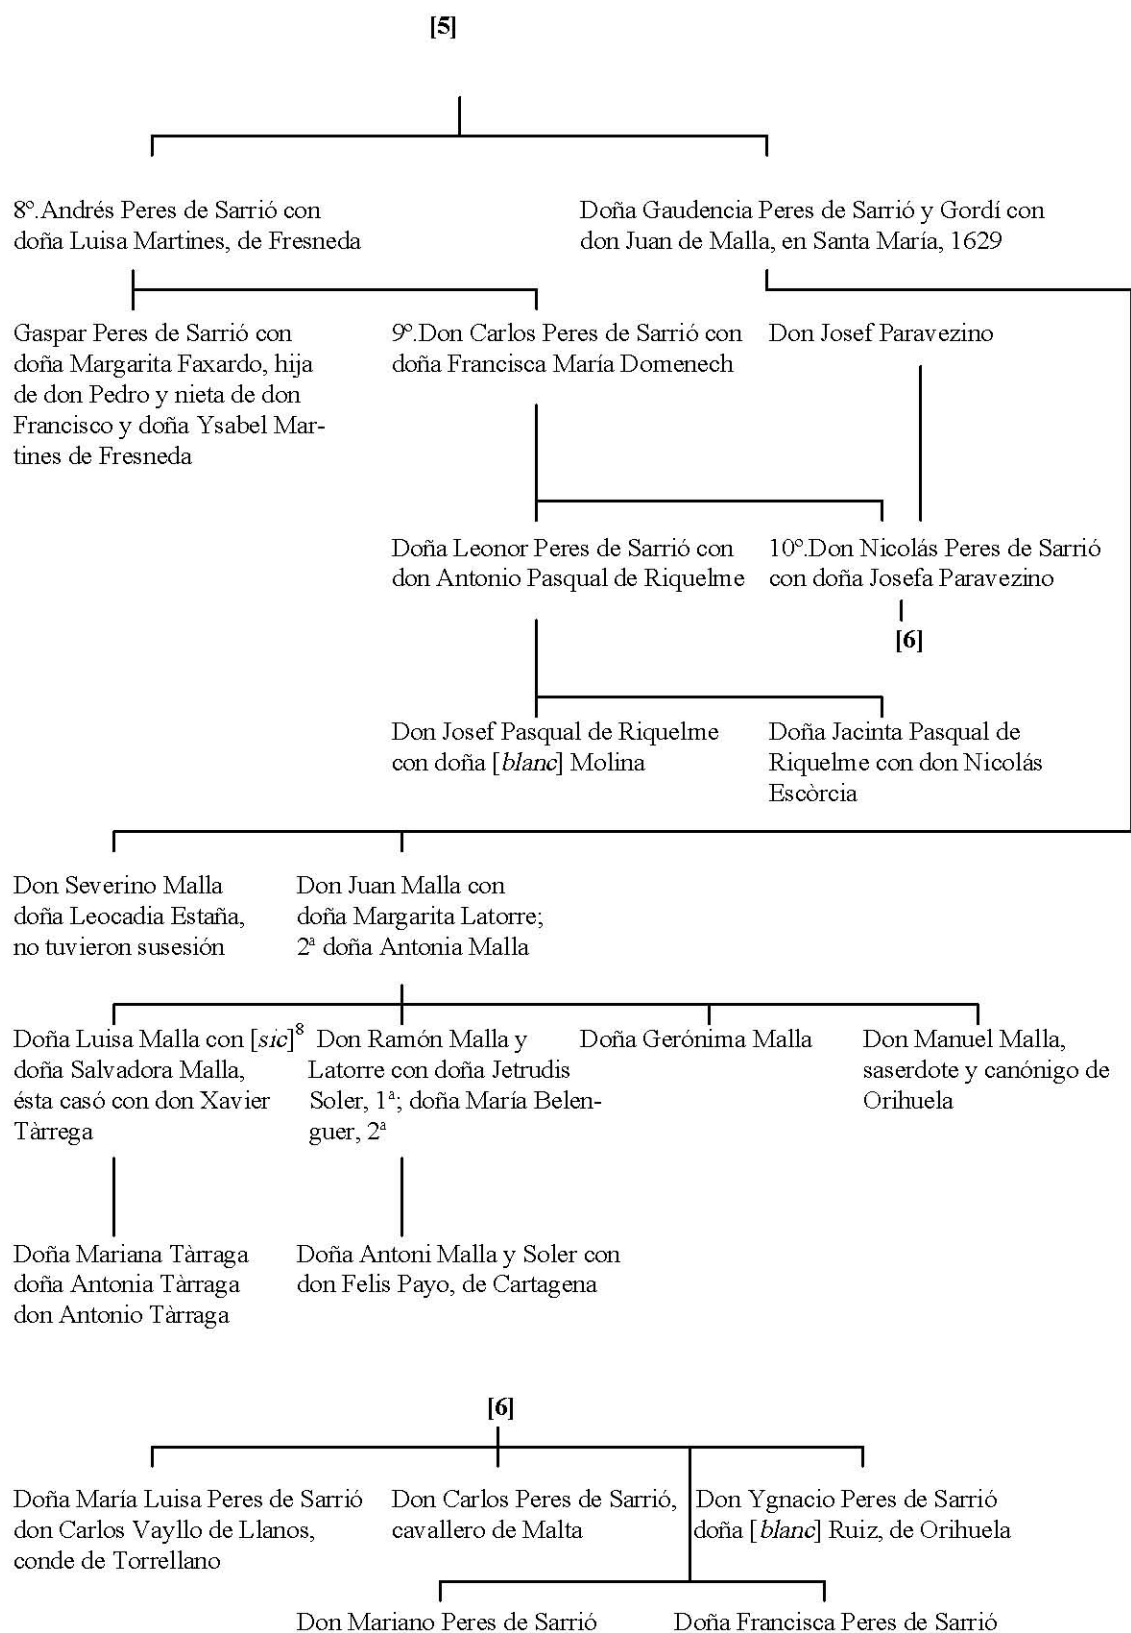 [5]
8º.Andrés Peres de Sarrió con
doña Luisa Martines, de Fresneda
Doña Gaudencia Peres de Sarrió y Gordí con
don Juan de Malla, en Santa María, 1629
Gaspar Peres de Sarrió con
doña Margarita Faxardo, hija
de don Pedro y nieta de don
Francisco y doña Ysabel Mar-
tines de Fresneda
9º.Don Carlos Peres de Sarrió con
doña Francisca María Domenech
Don Josef Paravezino
Doña Leonor Peres de Sarrió con
don Antonio Pasqual de Riquelme
10º.Don Nicolás Peres de Sarrió
con doña Josefa Paravezino
[6]
Don Josef Pasqual de Riquelme
con doña [blanc] Molina
Doña Jacinta Pasqual de
Riquelme con don Nicolás
Escòrcia
Don Severino Malla
doña Leocadia Estaña,
no tuvieron susesión
Don Juan Malla con
doña Margarita Latorre;
2ª doña Antonia Malla
Doña Luisa Malla con [sic]8
doña Salvadora Malla,
ésta casó con don Xavier
Tàrrega
Don Ramón Malla y
Latorre con doña Jetrudis
Soler, 1ª; doña María Belen-
guer, 2ª
Doña Gerónima Malla
Don Manuel Malla,
saserdote y canónigo de
Orihuela
Doña Mariana Tàrraga
doña Antonia Tàrraga
don Antonio Tàrraga
Doña Antoni Malla y Soler con
don Felis Payo, de Cartagena
[6]
Doña María Luisa Peres de Sarrió
don Carlos Vayllo de Llanos,
conde de Torrellano
Don Carlos Peres de Sarrió,
cavallero de Malta
Don Ygnacio Peres de Sarrió
doña [blanc] Ruiz, de Orihuela
Don Mariano Peres de Sarrió
Doña Francisca Peres de Sarrió